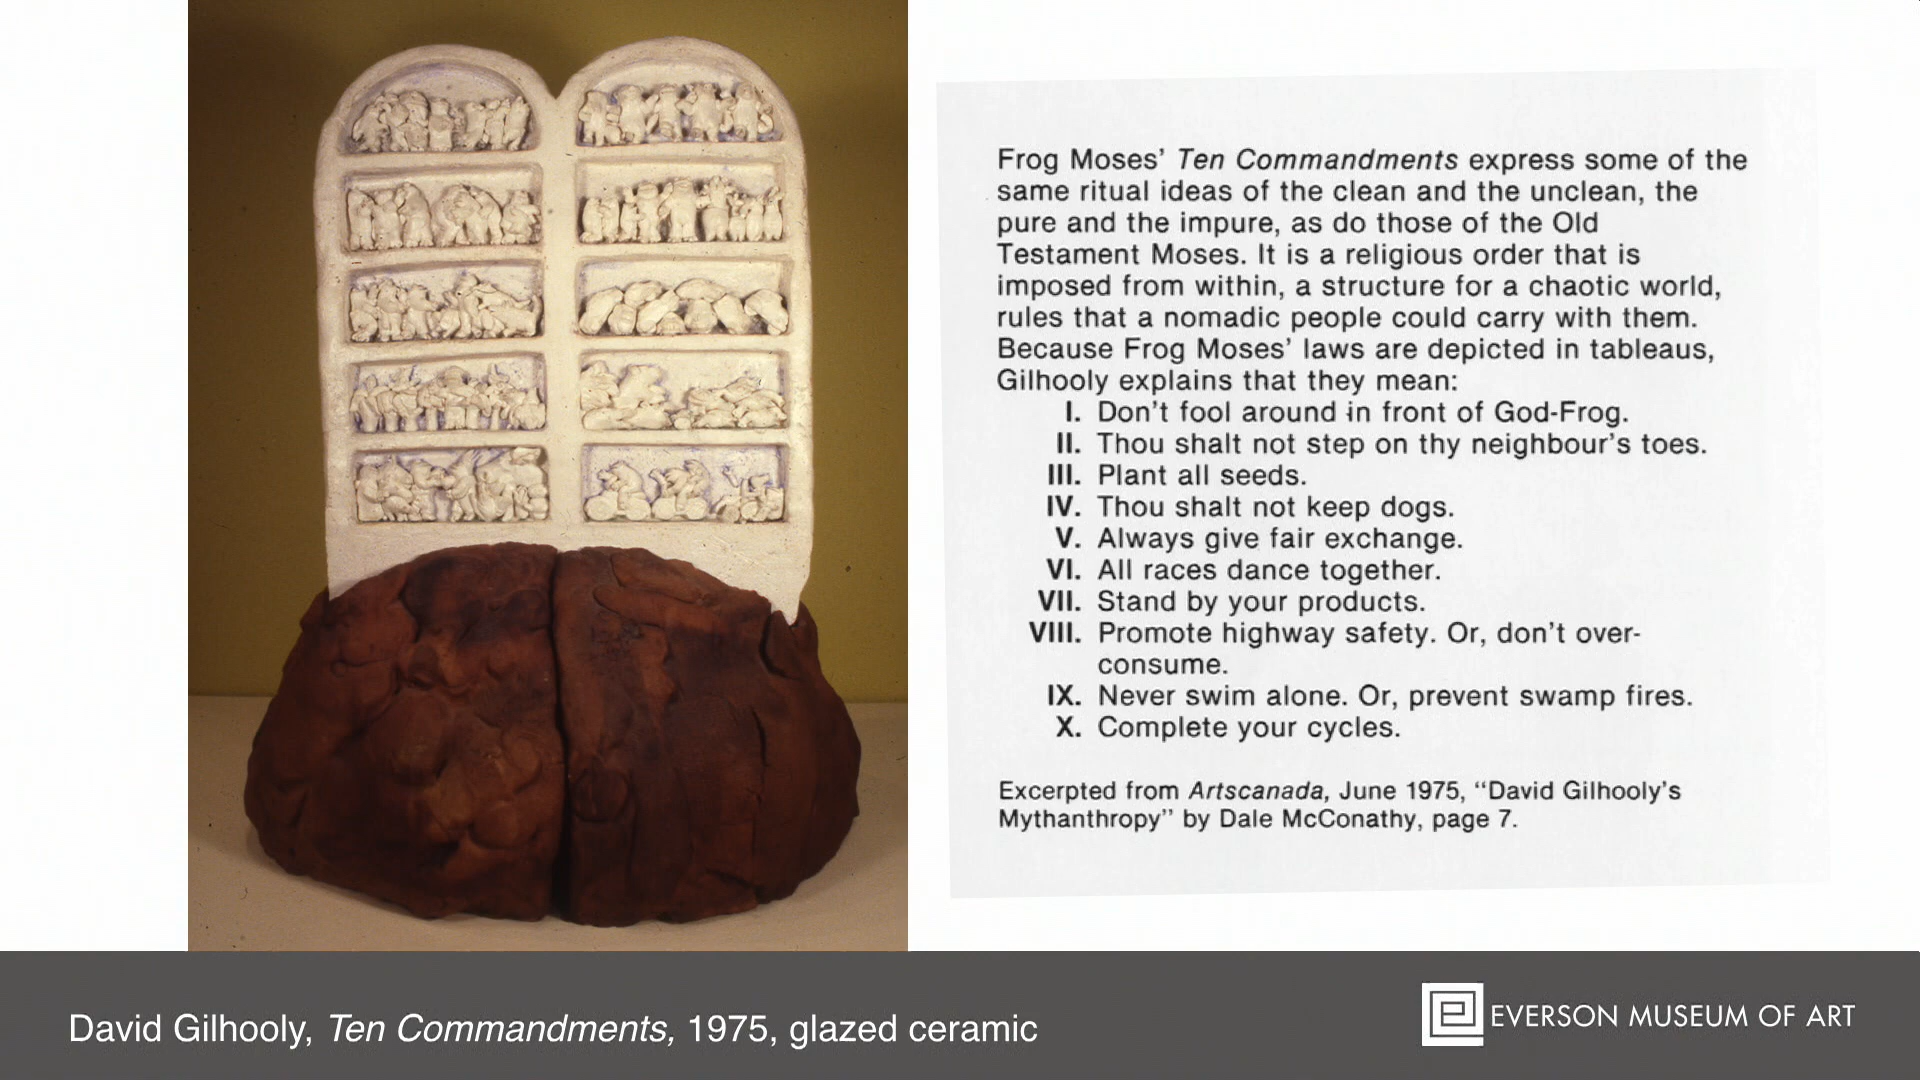 Frog Moses' Ten Commandments express some of the
same ritual ideas of the clean and the unclean, the
pure and the impure, as do those of the Old
Testament Moses. It is a religious order that is
imposed from within, a structure for a chaotic world,
rules that a nomadic people could carry with them.
Because Frog Moses' laws are depicted in tableaus,
Gilhooly explains that they mean:
I. Don't fool around in front of God-Frog.
II. Thou shalt not step on thy neighbour's toes.
III. Plant all seeds.
IV. Thou shalt not keep dogs.
V. Always give fair exchange.
VI. All races dance together.
VII. Stand by your products.
VIII. Promote highway safety. Or, don't over-
consume.
IX. Never swim alone. Or, prevent swamp fires.
X. Complete your cycles.
Excerpted from Artscanada, June 1975, "David Gilhooly's
Mythanthropy" by Dale McConathy, page 7.
David Gilhooly, Ten Commandments, 1975, glazed ceramic
EVERSON MUSEUM OF ART